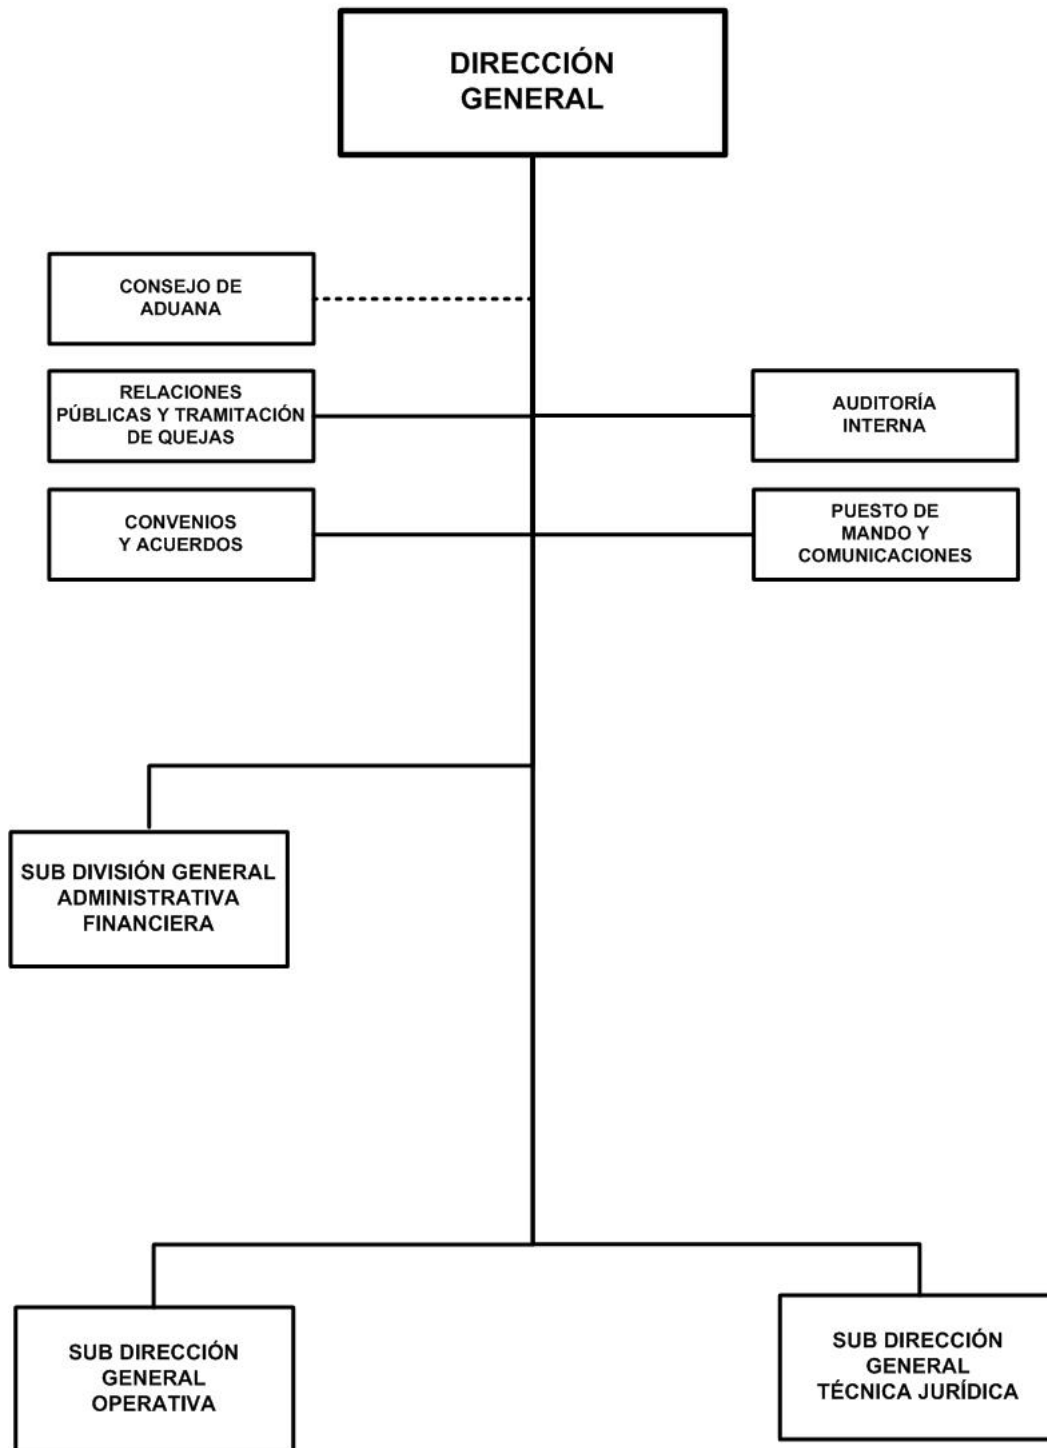 DIRECCIÓN
GENERAL
CONSEJO DE
ADUANA
RELACIONES
PÚBLICAS Y TRAMITACIÓN
DE QUEJAS
AUDITORÍA
INTERNA
CONVENIOS
Y ACUERDOS
PUESTO DE
MANDO Y
COMUNICACIONES
SUB DIVISIÓN GENERAL
ADMINISTRATIVA
FINANCIERA
SUB DIRECCIÓN
GENERAL
OPERATIVA
SUB DIRECCIÓN
GENERAL
TÉCNICA JURÍDICA